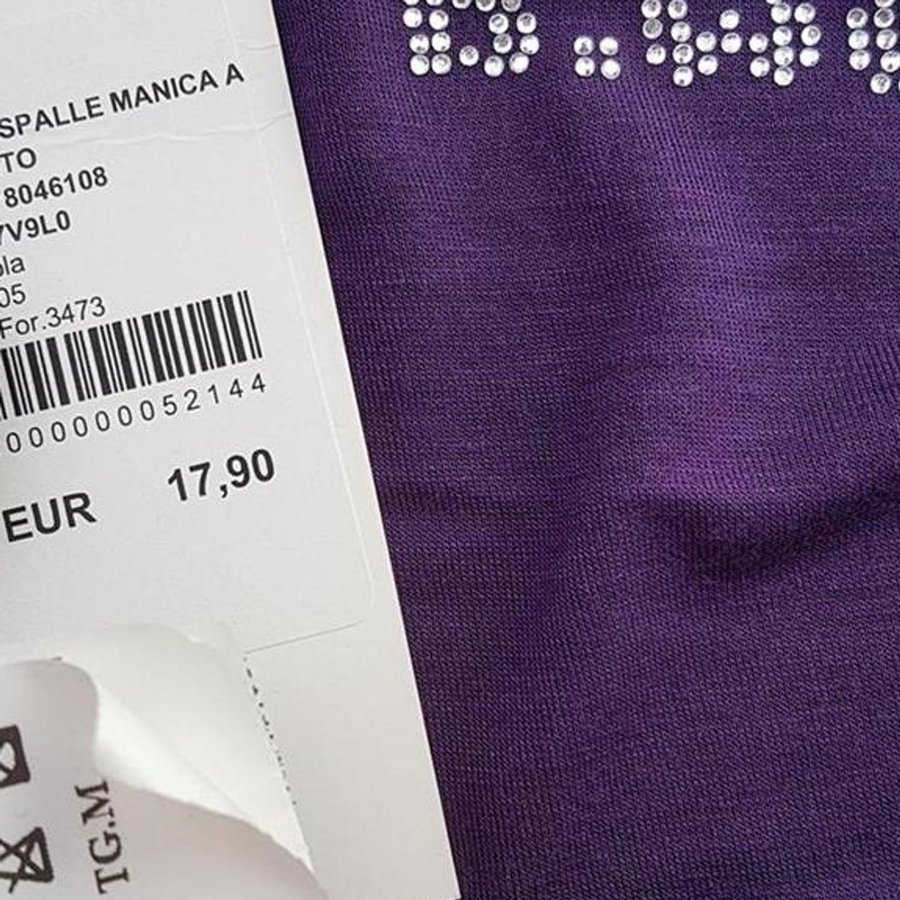 SPALLE MANICA A
TO
8046108
7V9L0
ola
05
For.3473
000000052144
EUR 17,90
TG.M